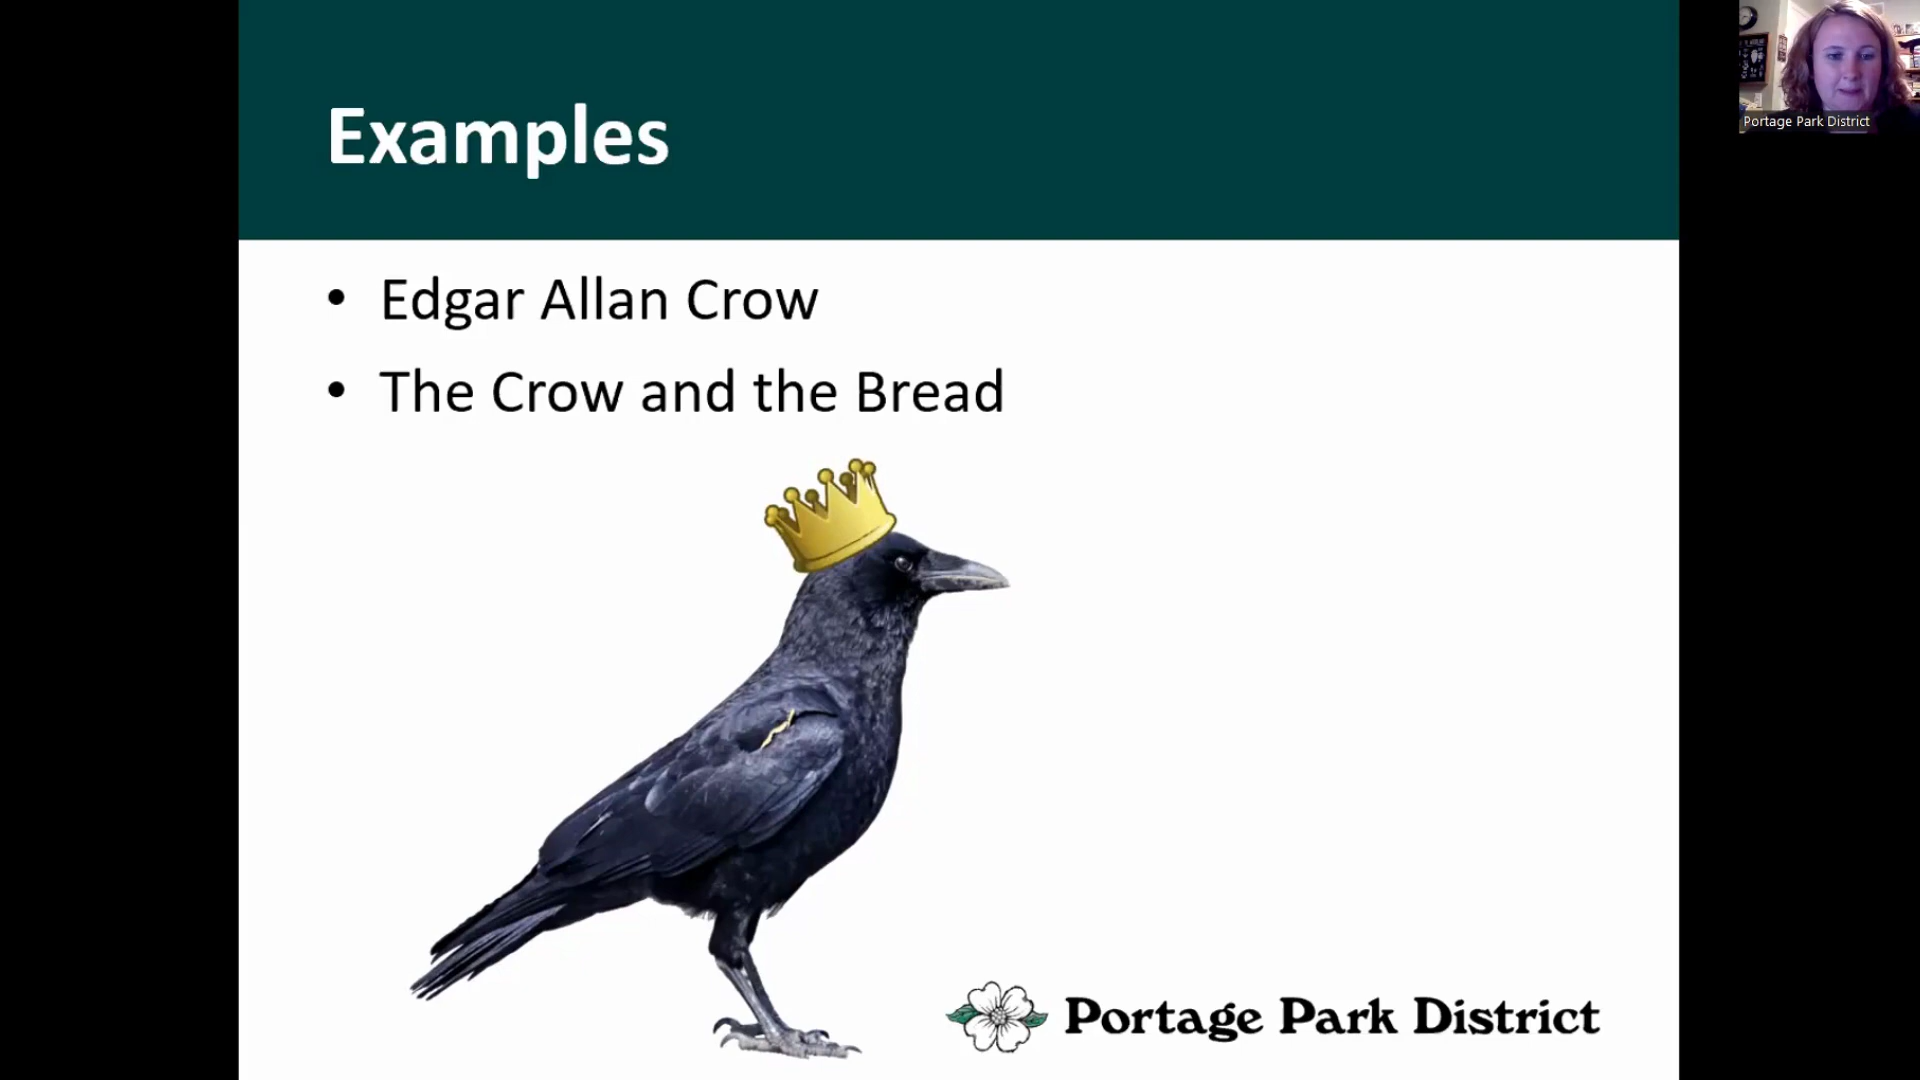 Examples
• Edgar Allan Crow
• The Crow and the Bread
Portage Park District
Portage Park District